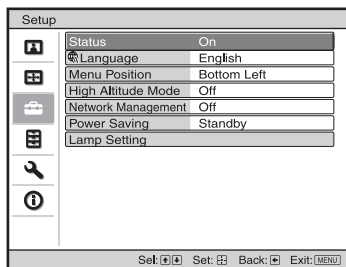 Setup
Status On
Language English
Menu Position Bottom Left
High Altitude Mode Off
Network Management Off
Power Saving Standby
Lamp Setting
Sel: Set: Back: Exit: MENU